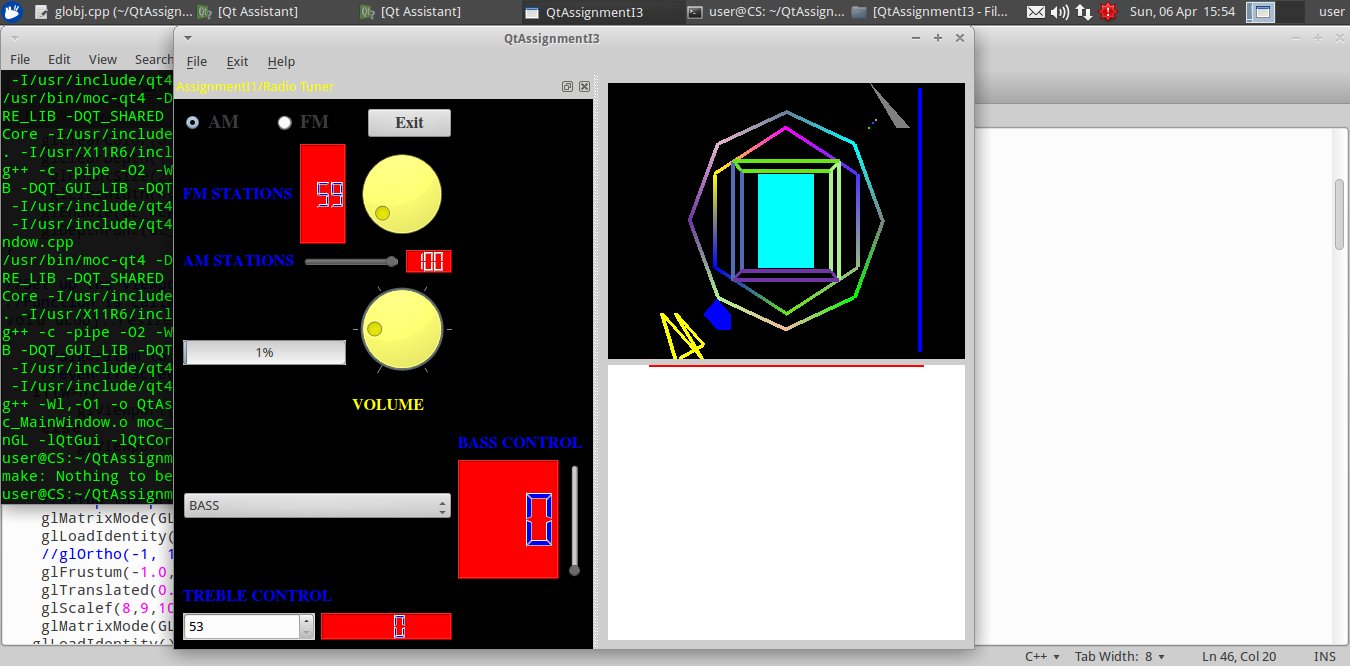 globj.cpp (~/QtAssign...
[Qt Assistant]
[Qt Assistant]
QtAssignmentI3
user@CS: ~/QtAssign...
[QtAssignmentI3 - Fil...
Sun, 06 Apr 15:54
user
QtAssignmentI3
File Edit View Search
File Exit Help
AssignmentI1/Radio Tuner
-I/usr/include/qt4
/usr/bin/moc-qt4 -D
RE_LIB -DQT_SHARED
Core -I/usr/include
. -I/usr/X11R6/incl
g++ -c -pipe -O2 -W
B -DQT_GUI_LIB -DQT
-I/usr/include/qt4
-I/usr/include/qt4
ndow.cpp
/usr/bin/moc-qt4 -D
RE_LIB -DQT_SHARED
Core -I/usr/include
. -I/usr/X11R6/incl
g++ -c -pipe -O2 -W
B -DQT_GUI_LIB -DQT
-I/usr/include/qt4
-I/usr/include/qt4
g++ -Wl,-O1 -o QtAs
c_MainWindow.o moc_
nGL -lQtGui -lQtCor
user@CS:~/QtAssignm
make: Nothing to be
user@CS:~/QtAssignm
glMatrixMode(GL
glLoadIdentity(
//glOrtho(-1, 1
glFrustum(-1.0,
glTranslated(0.
glScalef(8,9,10
glMatrixMode(GL
glLoadIdentity()
AM FM Exit
FM STATIONS 59
AM STATIONS 100
1%
VOLUME
BASS CONTROL
BASS
0
TREBLE CONTROL
53 0
C++ Tab Width: 8 Ln 46, Col 20 INS